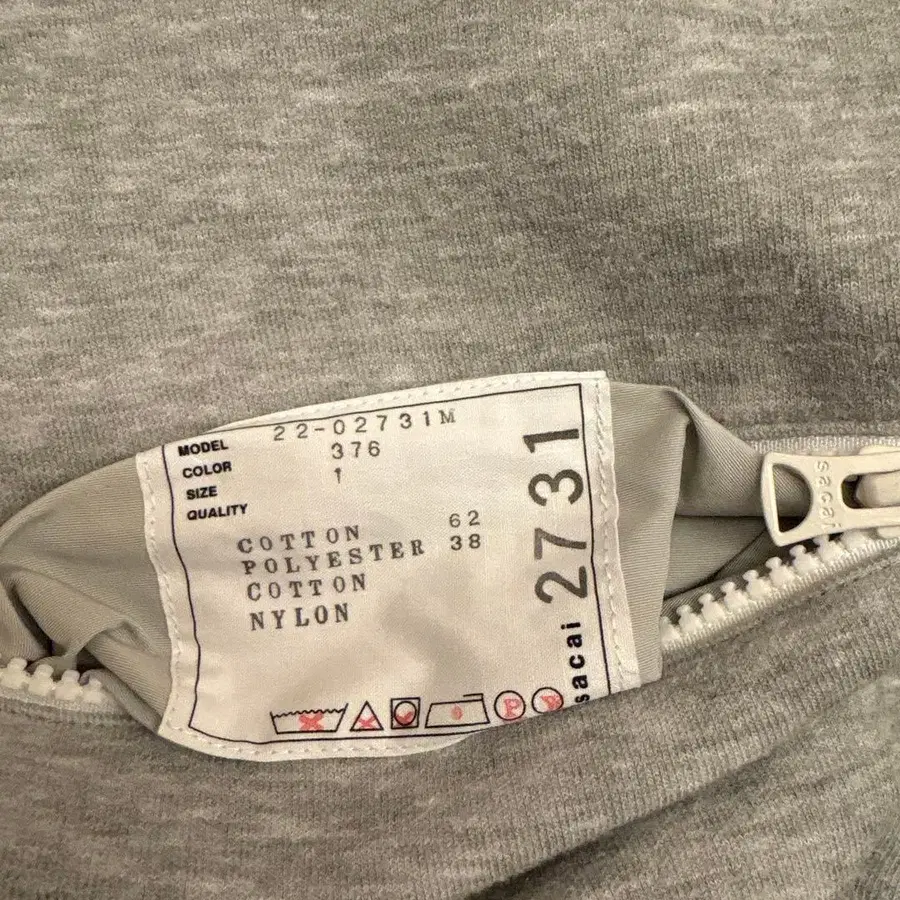 MODEL 22-02731M
COLOR 376
SIZE 1
QUALITY
COTTON 62
POLYESTER 38
COTTON
NYLON
P
sacai 2731
sacai